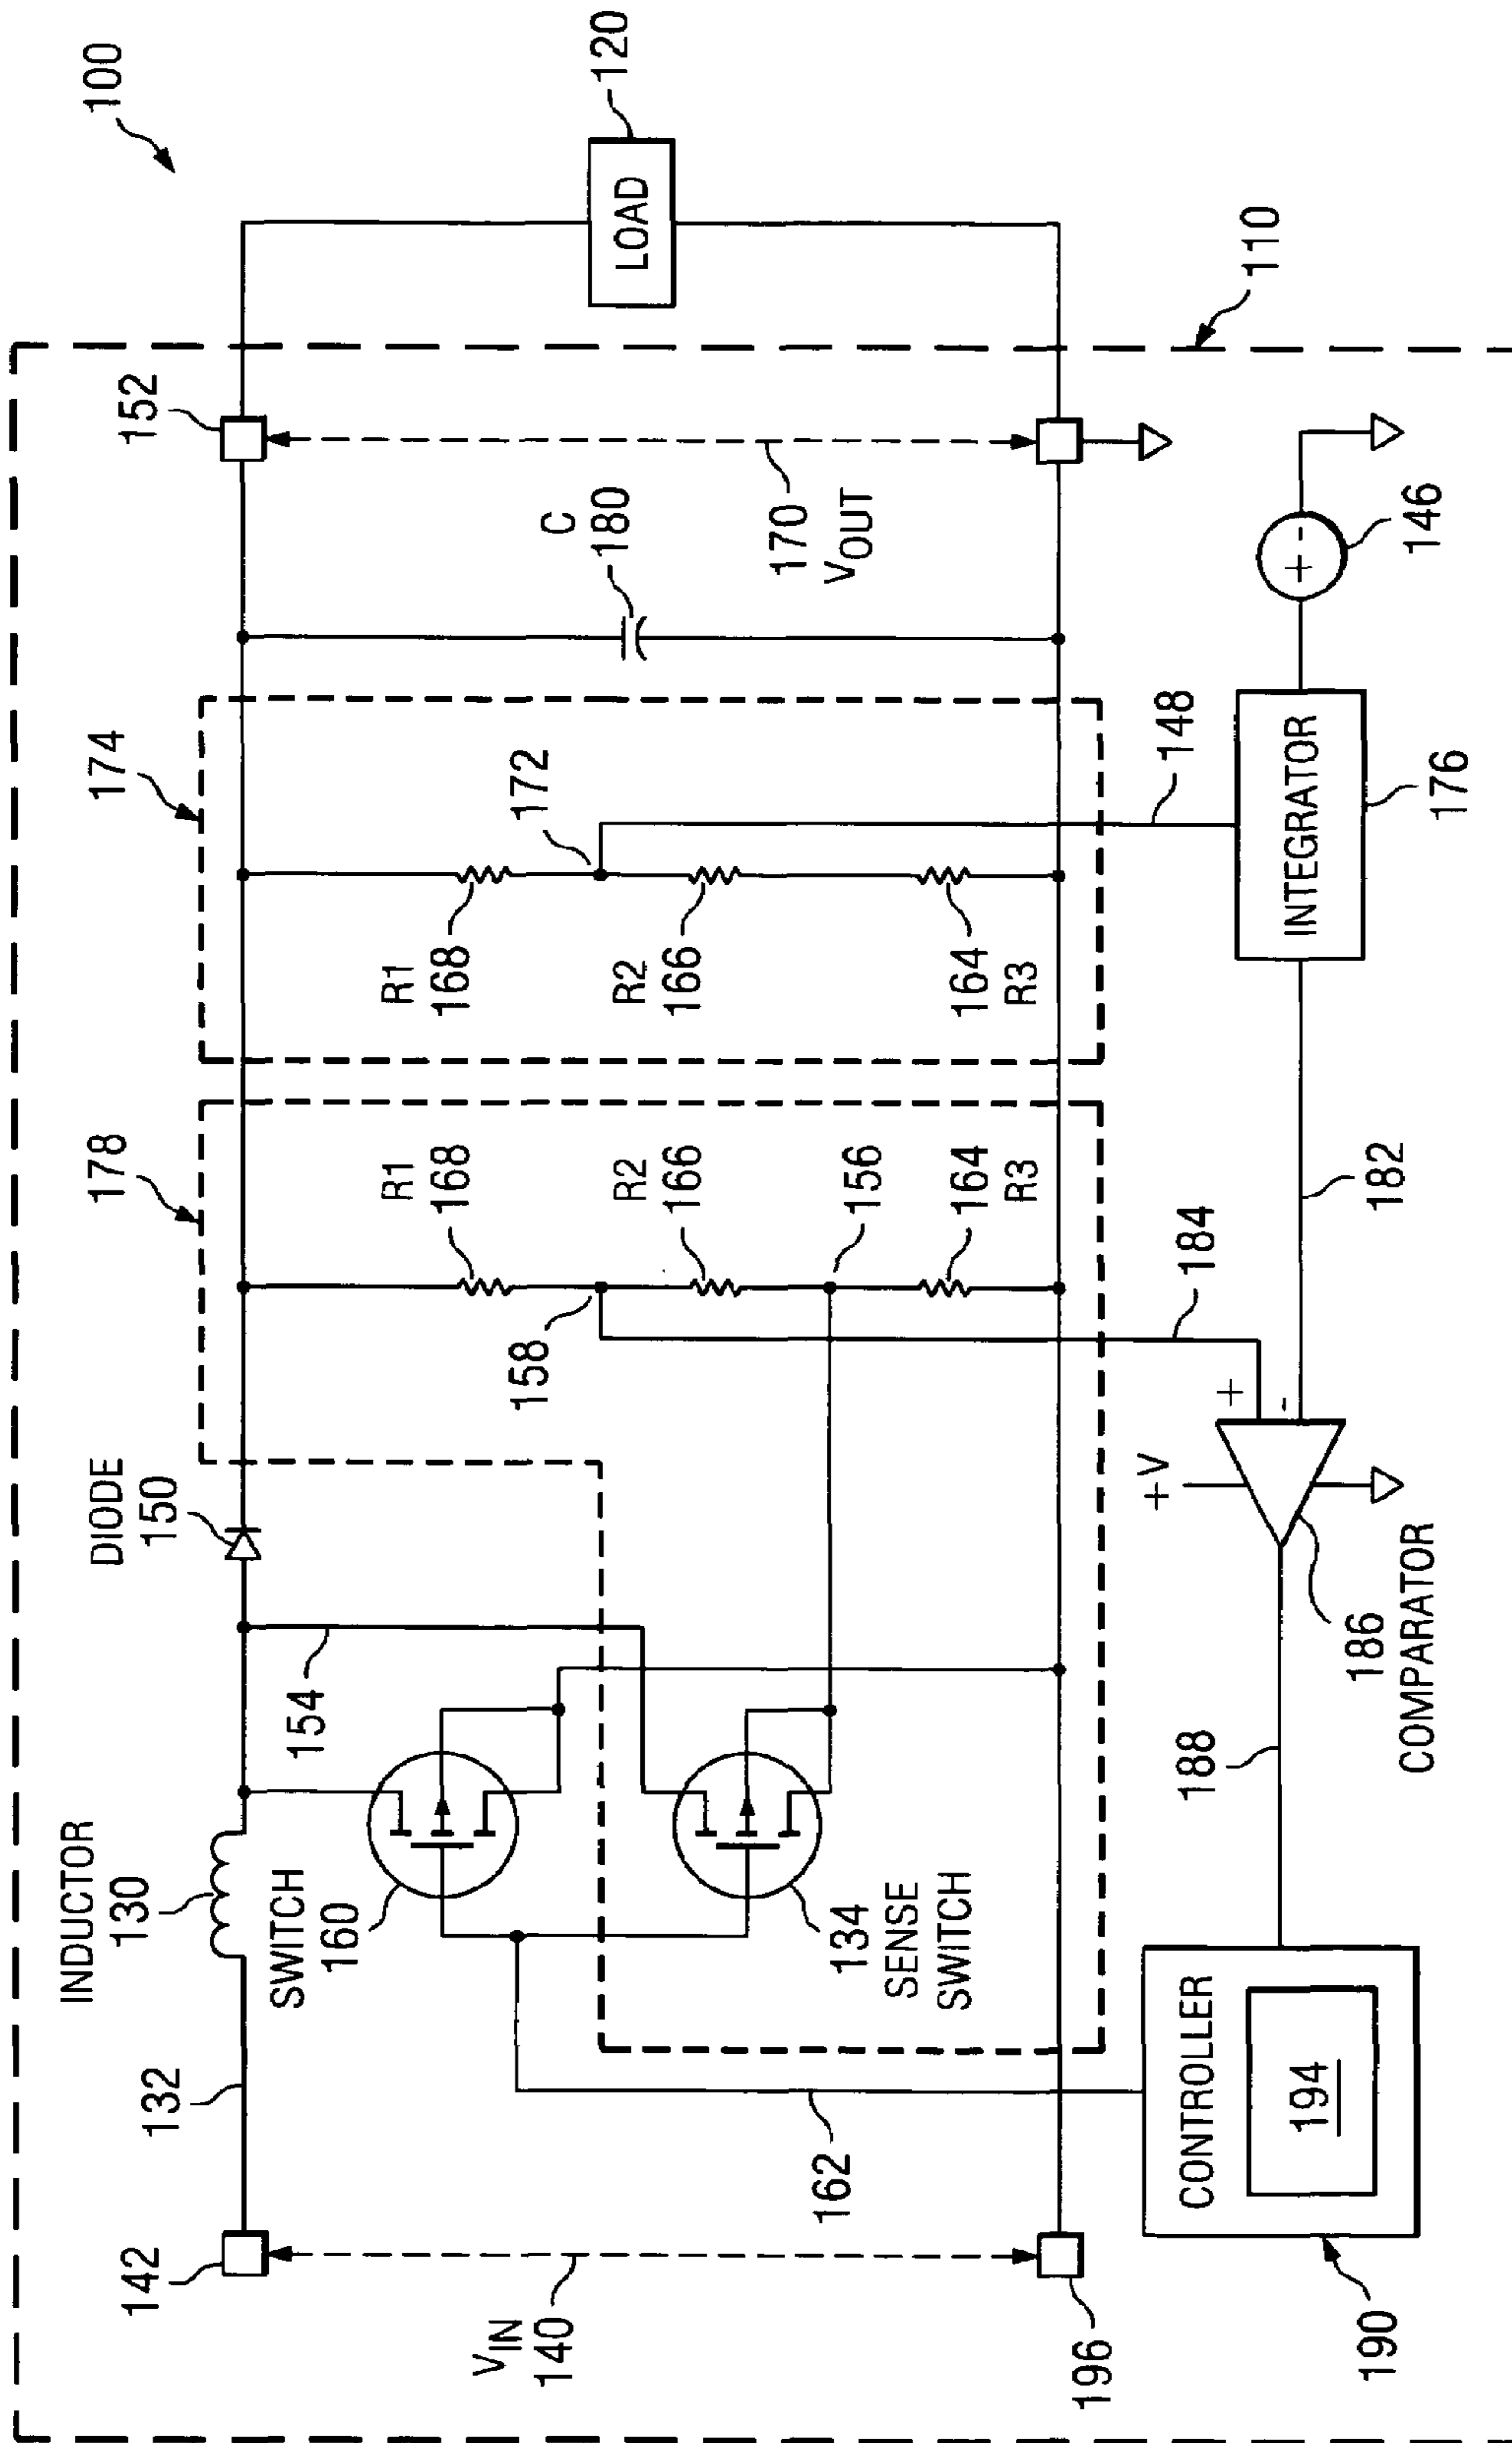 100
174
178
152
120
DIODE
150
INDUCTOR
130
142
132
154
SWITCH
160
R1
168
R1
168
C
180
LOAD
172
158
R2
166
R2
166
VIN
140
170
VOUT
134
SENSE
SWITCH
156
164
R3
164
R3
162
196
184
148
110
+V
+
-
188
CONTROLLER
194
190
186
COMPARATOR
182
INTEGRATOR
176
+ -
146